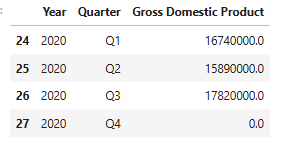 Year Quarter Gross Domestic Product
24 2020 Q1 16740000.0
25 2020 Q2 15890000.0
26 2020 Q3 17820000.0
27 2020 Q4 0.0